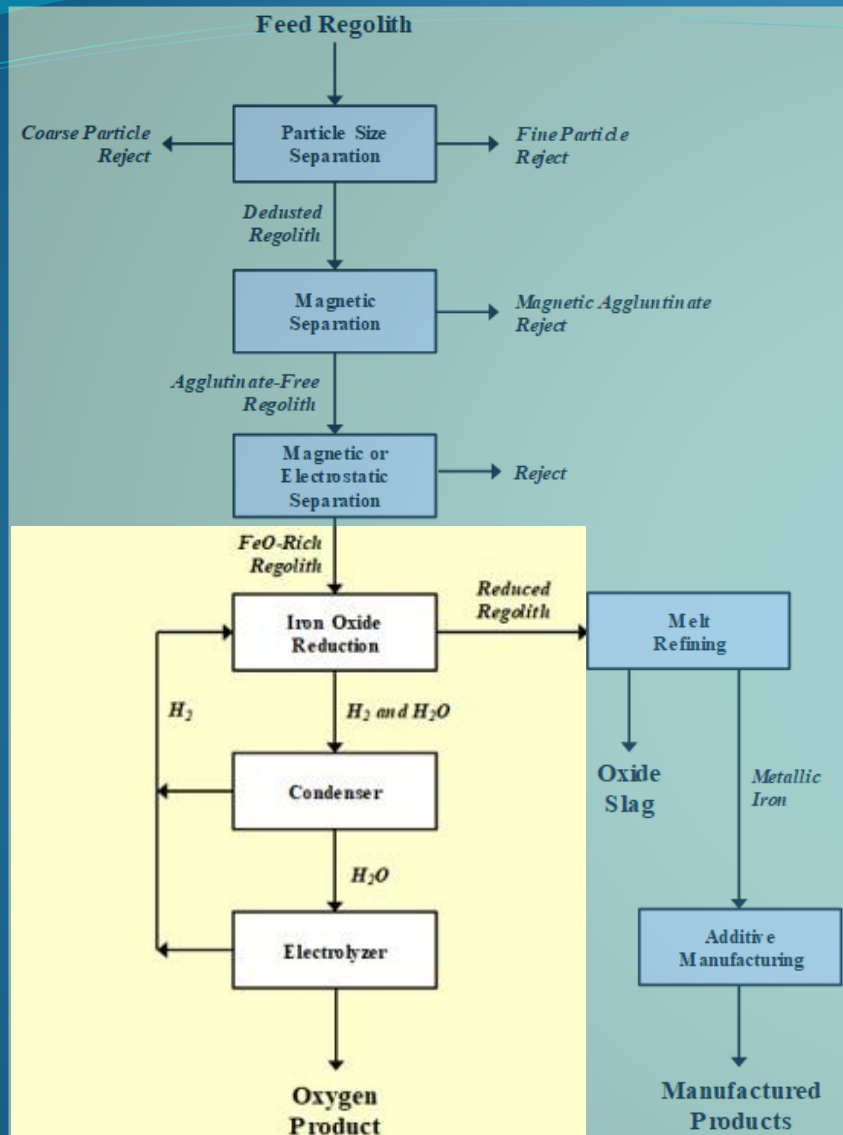 Feed Regolith
Coarse Particle
Reject
Particle Size
Separation
Fine Particle
Reject
Dedusted
Regolith
Magnetic
Separation
Magnetic Aggluntinate
Reject
Agglutinate-Free
Regolith
Magnetic or
Electrostatic
Separation
Reject
FeO-Rich
Regolith
Iron Oxide
Reduction
Reduced
Regolith
Melt
Refining
H₂
H₂ and H₂O
Condenser
Oxide
Slag
Metallic
Iron
H₂O
Electrolyzer
Additive
Manufacturing
Oxygen
Product
Manufactured
Products